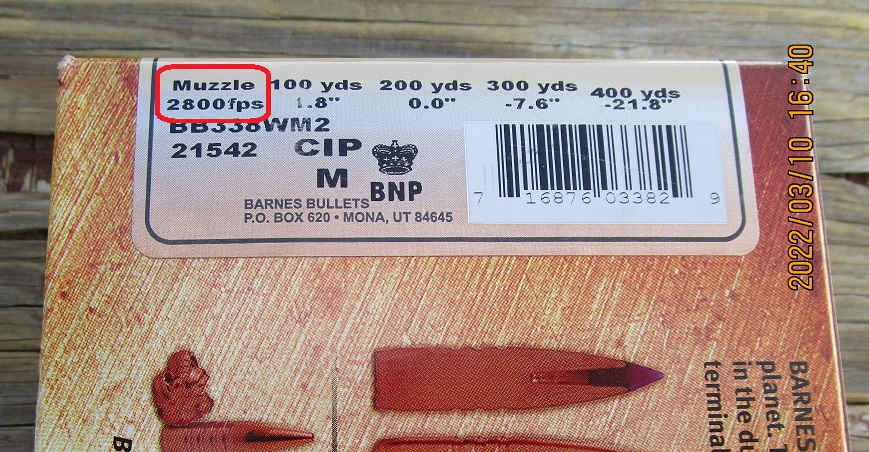 Muzzle 100 yds 200 yds 300 yds 400 yds
2800fps 1.8" 0.0" -7.6" -21.8"
BB338WM2
21542 CIP
M BNP
BARNES BULLETS
P.O. BOX 620 • MONA, UT 84645
7 16876 03382 9
2022/03/10 16:40
BARNES
planet. T
in the du
terminal
B